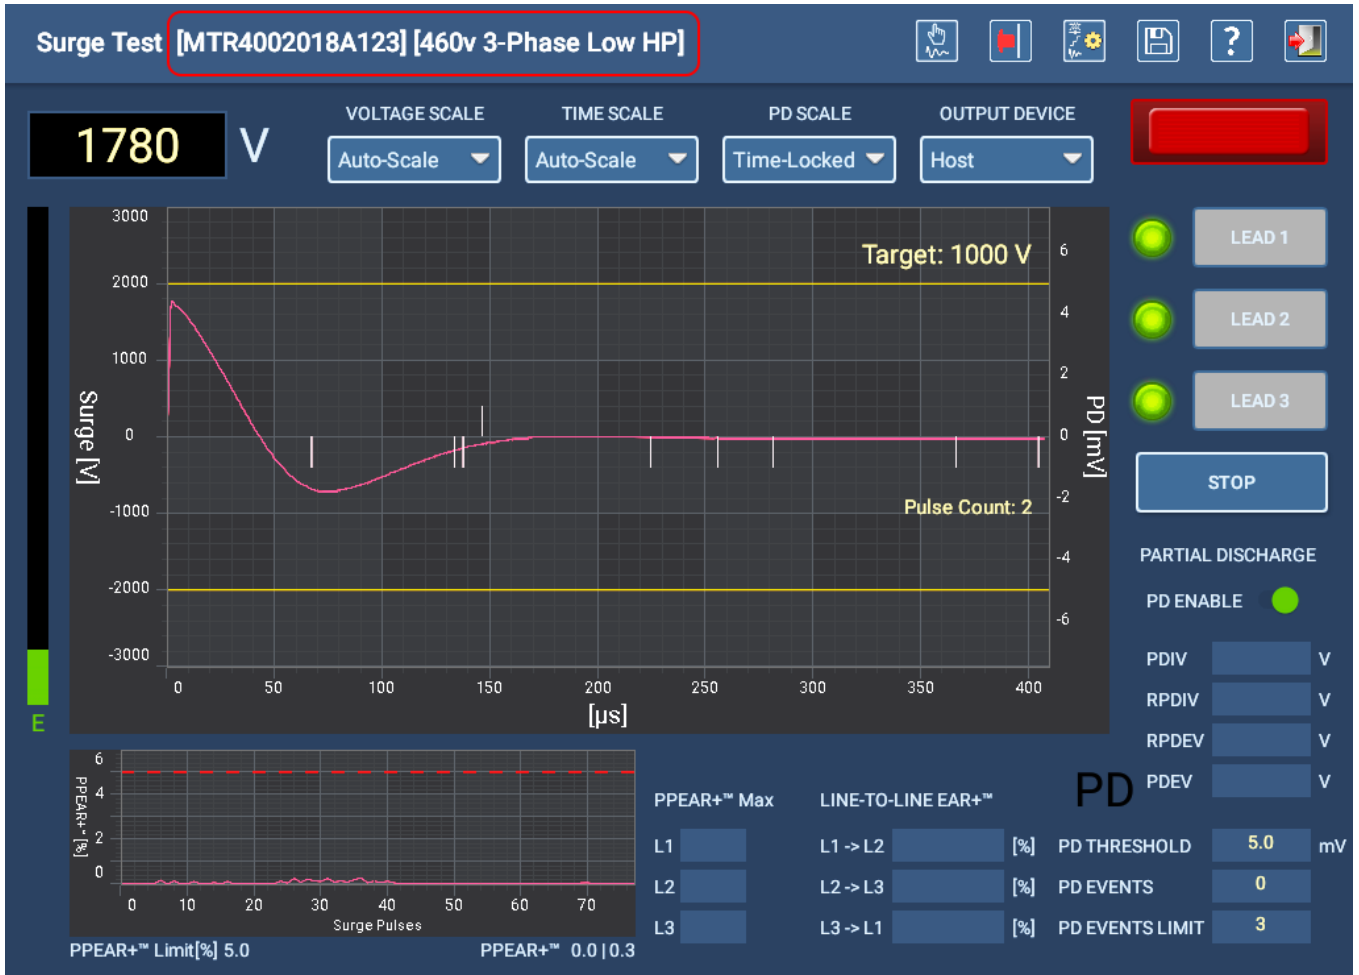 Surge Test [MTR4002018A123] [460v 3-Phase Low HP]
?
1780 V
VOLTAGE SCALE
Auto-Scale
TIME SCALE
Auto-Scale
PD SCALE
Time-Locked
OUTPUT DEVICE
Host
3000
2000
1000
0
-1000
-2000
-3000
Surge [V]
Target: 1000 V
Pulse Count: 2
6
4
2
0
-2
-4
-6
PD [mV]
0 50 100 150 200 250 300 350 400
[µs]
E
LEAD 1
LEAD 2
LEAD 3
STOP
PARTIAL DISCHARGE
PD ENABLE
PDIV V
RPDIV V
RPDEV V
PD
PDEV V
6
4
2
0
PPEAR+™ [%]
0 10 20 30 40 50 60 70
Surge Pulses
PPEAR+™ Limit[%] 5.0
PPEAR+™ 0.0|0.3
PPEAR+™ Max
L1
L2
L3
LINE-TO-LINE EAR+™
L1 -> L2 [%]
L2 -> L3 [%]
L3 -> L1 [%]
PD THRESHOLD 5.0 mV
PD EVENTS 0
PD EVENTS LIMIT 3